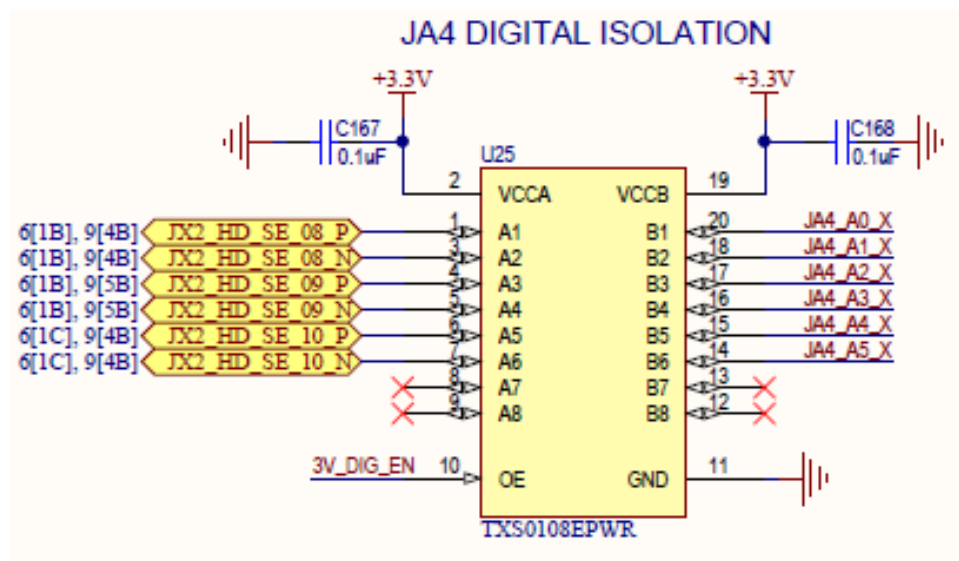 JA4 DIGITAL ISOLATION
+3.3V +3.3V
C167 C168
0.1uF 0.1uF
U25
2 VCCA VCCB 19
6[1B], 9[4B] JX2_HD_SE_08_P 1 A1 B1 20 JA4_A0_X
6[1B], 9[4B] JX2_HD_SE_08_N 3 A2 B2 18 JA4_A1_X
6[1B], 9[5B] JX2_HD_SE_09_P 4 A3 B3 17 JA4_A2_X
6[1B], 9[5B] JX2_HD_SE_09_N 5 A4 B4 16 JA4_A3_X
6[1C], 9[4B] JX2_HD_SE_10_P 6 A5 B5 15 JA4_A4_X
6[1C], 9[4B] JX2_HD_SE_10_N 7 A6 B6 14 JA4_A5_X
8 A7 B7 13
9 A8 B8 12
3V_DIG_EN 10 OE GND 11
TXS0108EPWR